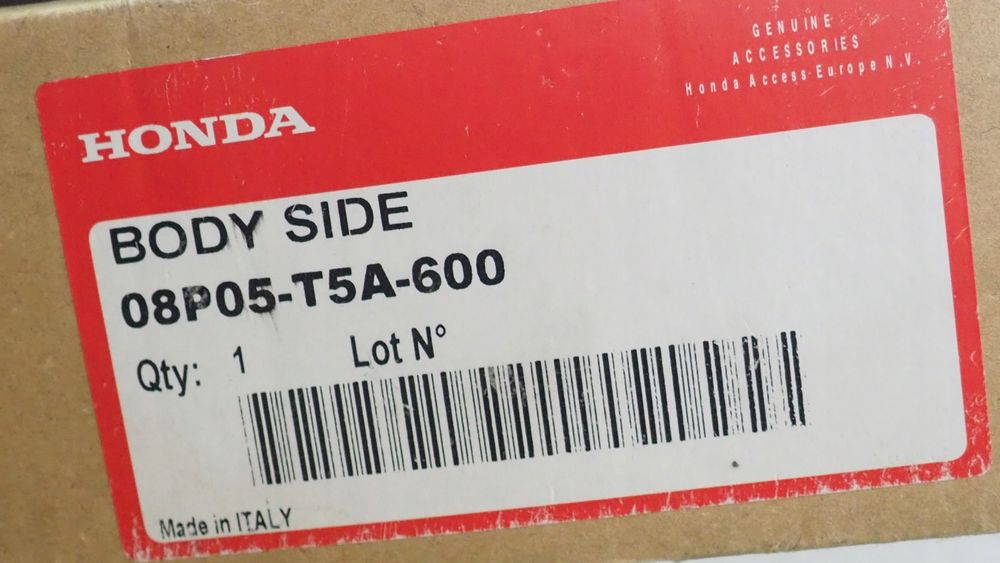 GENUINE
ACCESSORIES
Honda Access Europe N.V.
HONDA
BODY SIDE
08P05-T5A-600
Qty: 1 Lot N°
Made in ITALY